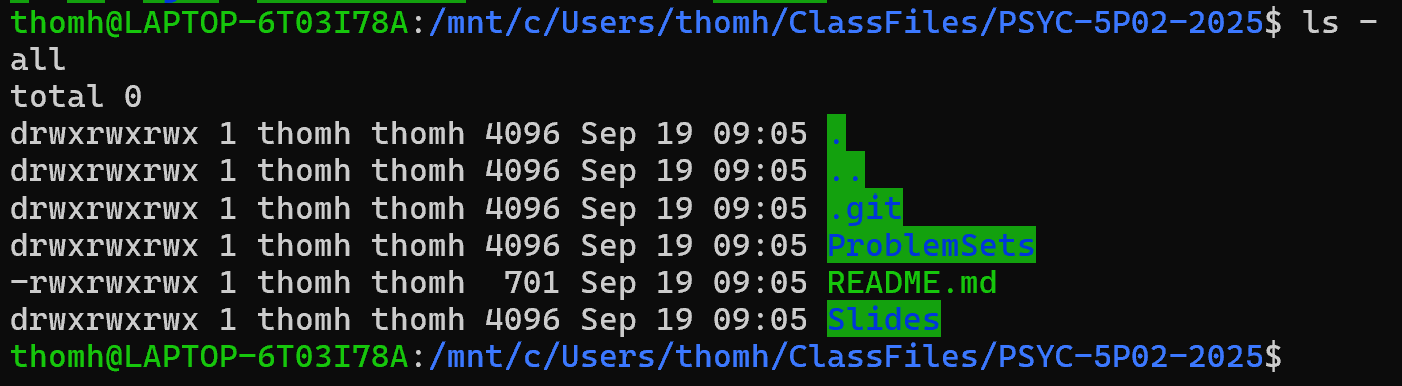 thomh@LAPTOP-6T03I78A:/mnt/c/Users/thomh/ClassFiles/PSYC-5P02-2025$ ls -
all
total 0
drwxrwxrwx 1 thomh thomh 4096 Sep 19 09:05 .
drwxrwxrwx 1 thomh thomh 4096 Sep 19 09:05 ..
drwxrwxrwx 1 thomh thomh 4096 Sep 19 09:05 .git
drwxrwxrwx 1 thomh thomh 4096 Sep 19 09:05 ProblemSets
-rwxrwxrwx 1 thomh thomh  701 Sep 19 09:05 README.md
drwxrwxrwx 1 thomh thomh 4096 Sep 19 09:05 Slides
thomh@LAPTOP-6T03I78A:/mnt/c/Users/thomh/ClassFiles/PSYC-5P02-2025$